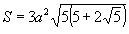 S = 3a²√(5(5 + 2√5))